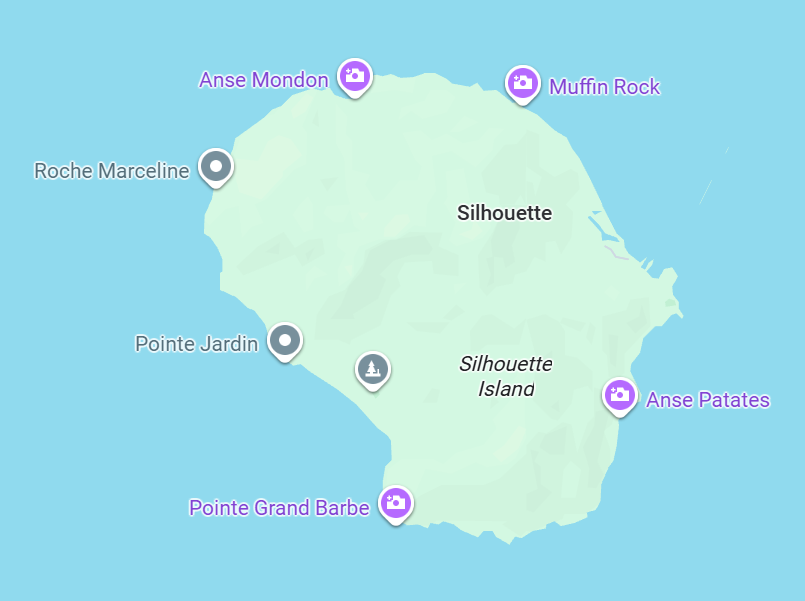 Anse Mondon
Muffin Rock
Roche Marceline
Silhouette
Pointe Jardin
Silhouette
Island
Anse Patates
Pointe Grand Barbe